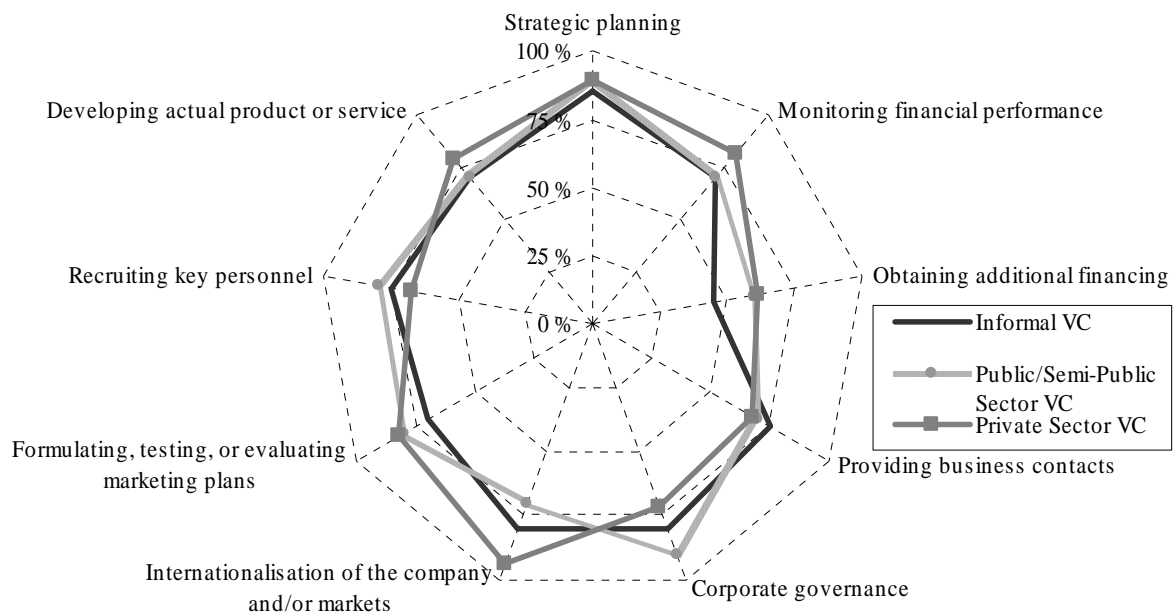 Strategic planning
100 %
Developing actual product or service
Monitoring financial performance
75 %
50 %
Recruiting key personnel
25 %
Obtaining additional financing
0 %
Informal VC
Public/Semi-Public
Sector VC
Private Sector VC
Formulating, testing, or evaluating
marketing plans
Providing business contacts
Internationalisation of the company
and/or markets
Corporate governance